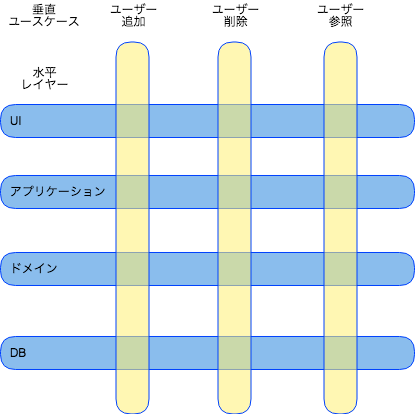 垂直
ユースケース
ユーザー
追加
ユーザー
削除
ユーザー
参照
水平
レイヤー
UI
アプリケーション
ドメイン
DB